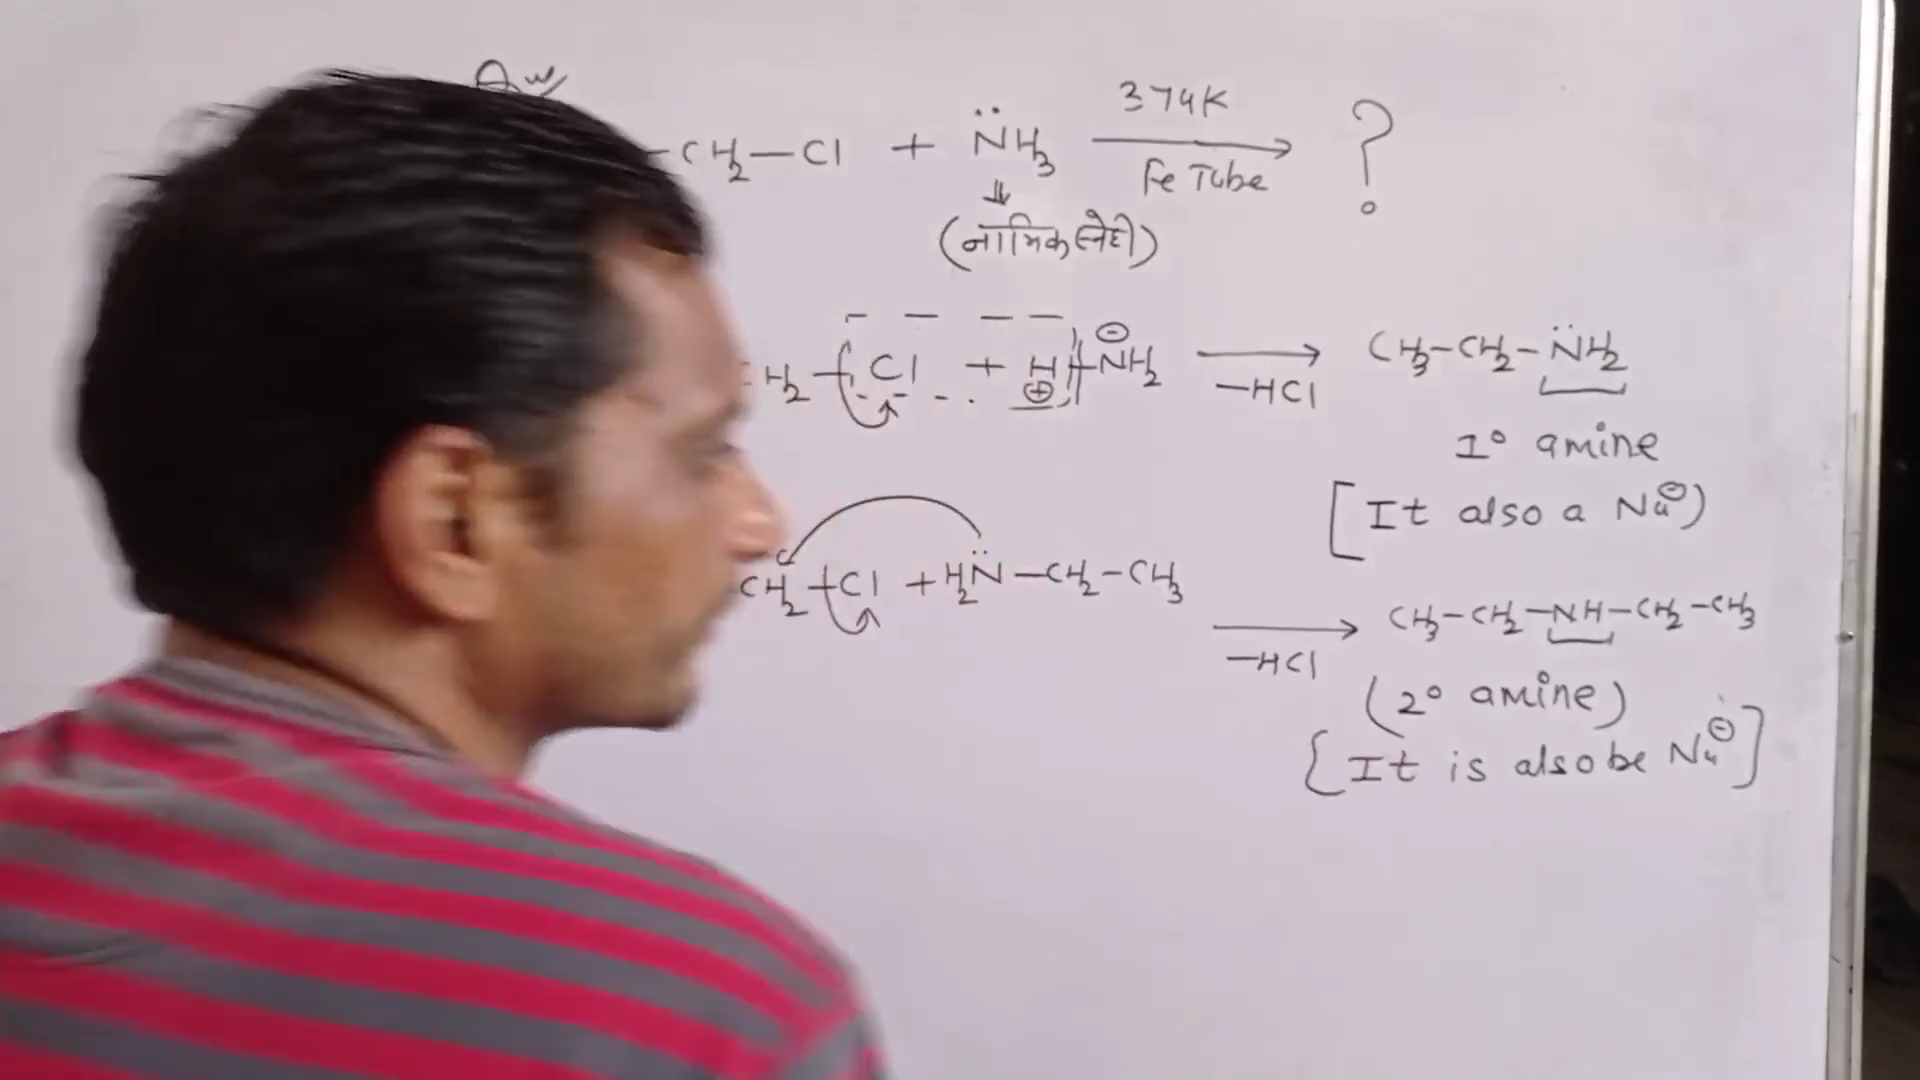 Qus
—CH₂—Cl + N̈H₃ 374K → Fe Tube ?
⇓
(नाभिकस्नेही)
CH₂—Cl + H⊕—NH₂⊖ → —HCl CH₃—CH₂—N̈H₂
1° amine
[It also a Nu⊖)
CH₂—Cl + H₂N̈—CH₂—CH₃ → —HCl CH₃—CH₂—NH—CH₂—CH₃
(2° amine)
[It is also be Nu⊖]